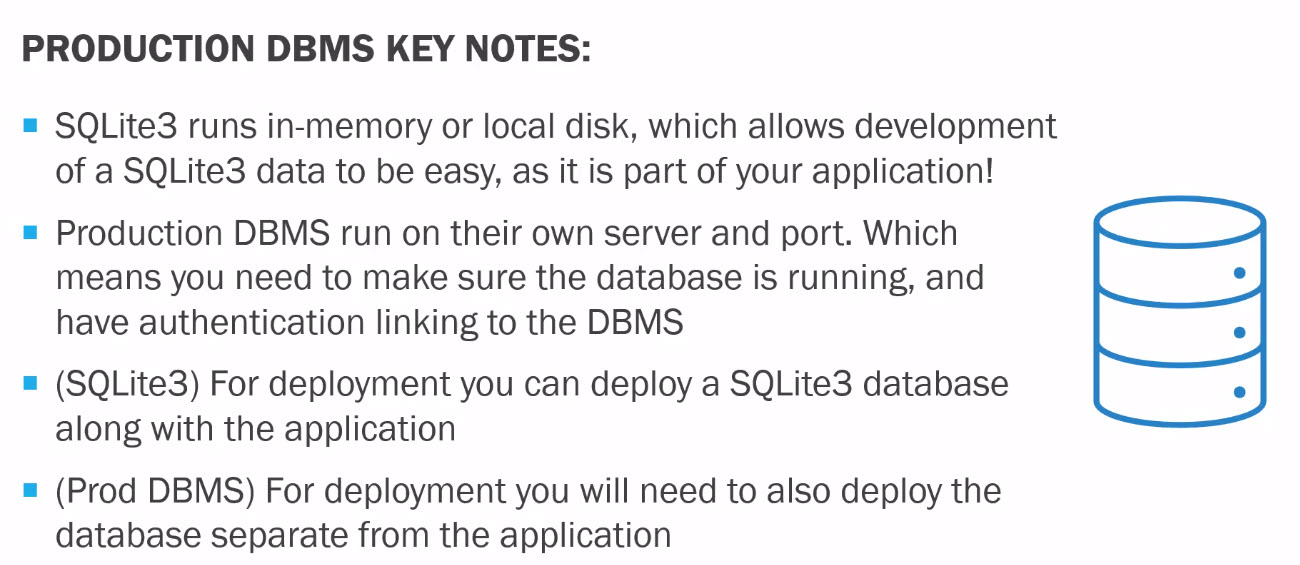 PRODUCTION DBMS KEY NOTES:
SQLite3 runs in-memory or local disk, which allows development
of a SQLite3 data to be easy, as it is part of your application!
Production DBMS run on their own server and port. Which
means you need to make sure the database is running, and
have authentication linking to the DBMS
(SQLite3) For deployment you can deploy a SQLite3 database
along with the application
(Prod DBMS) For deployment you will need to also deploy the
database separate from the application